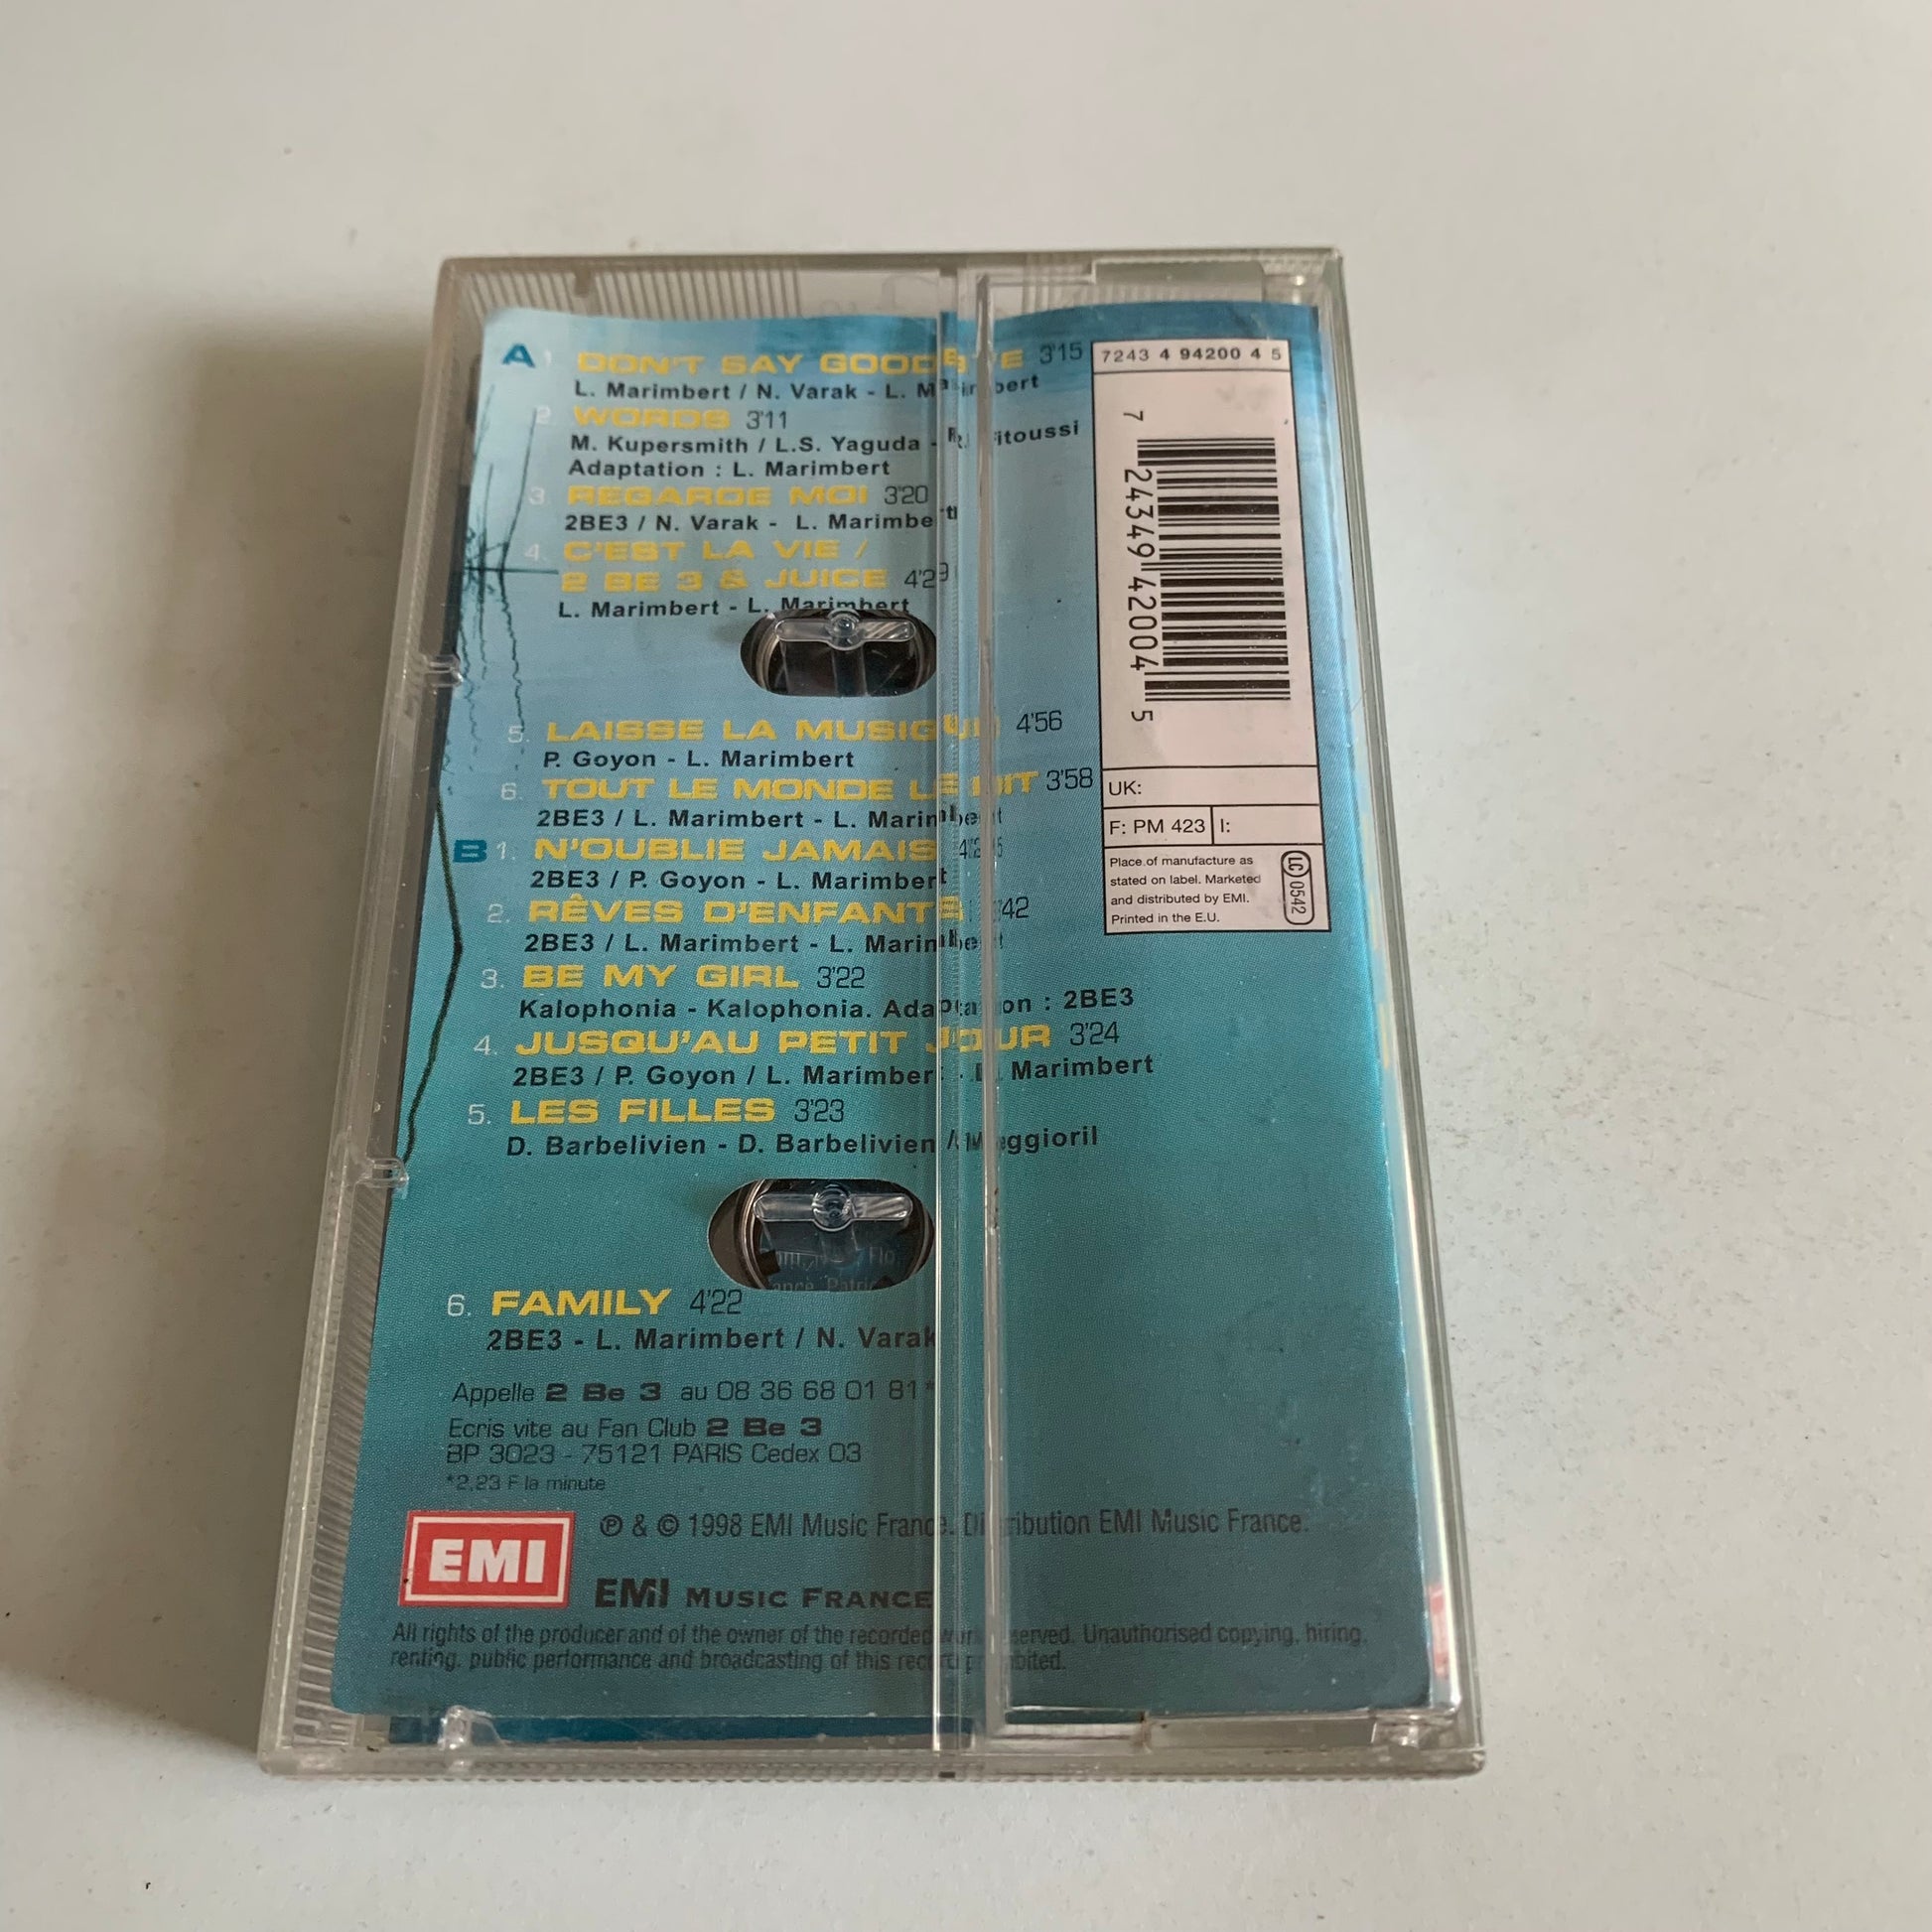 A 1. DON'T SAY GOODBYE 3'15
L. Marimbert / N. Varak - L. Marimbert
2. WORDS 3'11
M. Kupersmith / L.S. Yaguda - R. Fitoussi
Adaptation : L. Marimbert
3. REGARDE MOI 3'20
2BE3 / N. Varak - L. Marimbert
4. C'EST LA VIE /
2 BE 3 & JUICE 4'29
L. Marimbert - L. Marimbert
5. LAISSE LA MUSIQUE 4'56
P. Goyon - L. Marimbert
6. TOUT LE MONDE LE DIT 3'58
2BE3 / L. Marimbert - L. Marimbert
B 1. N'OUBLIE JAMAIS
2BE3 / P. Goyon - L. Marimbert
2. RÊVES D'ENFANTS
2BE3 / L. Marimbert - L. Marimbert
3. BE MY GIRL 3'22
Kalophonia - Kalophonia. Adaptation : 2BE3
4. JUSQU'AU PETIT JOUR 3'24
2BE3 / P. Goyon / L. Marimbert - L. Marimbert
5. LES FILLES 3'23
D. Barbelivien - D. Barbelivien / Meggioril
6. FAMILY 4'22
2BE3 - L. Marimbert / N. Varak
Appelle 2 Be 3 au 08 36 68 01 81*
Ecris vite au Fan Club 2 Be 3
BP 3023 - 75121 PARIS Cedex 03
*2,23 F la minute
EMI
℗ & © 1998 EMI Music France. Distribution EMI Music France.
EMI MUSIC FRANCE
All rights of the producer and of the owner of the recorded work reserved. Unauthorised copying, hiring,
renting, public performance and broadcasting of this record prohibited.
7243 4 94200 4 5
7 24349 42004 5
UK:
F: PM 423 I:
Place of manufacture as
stated on label. Marketed
and distributed by EMI.
Printed in the E.U.
LC 0542